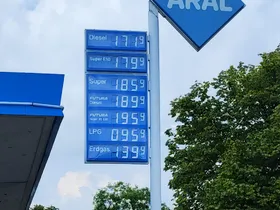 ARAL
Diesel 1.71⁹
Super E10 1.79⁹
Super 1.85⁹
Diesel 1.89⁹
1.95⁹
LPG 0.95⁹
Erdgas 1.39⁹